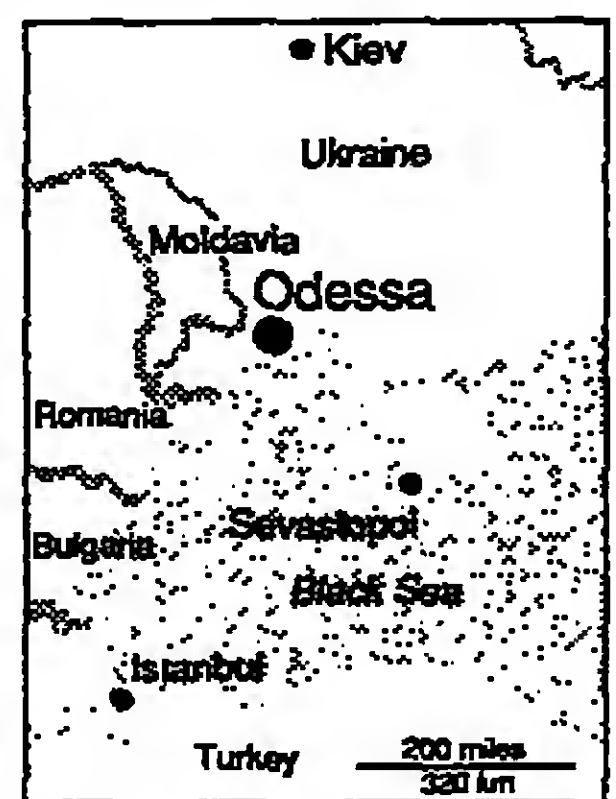 Kiev
Ukraine
Moldavia
Odessa
Romania
Sevastopol
Bulgaria
Black Sea
Istanbul
Turkey
200 miles
320 km